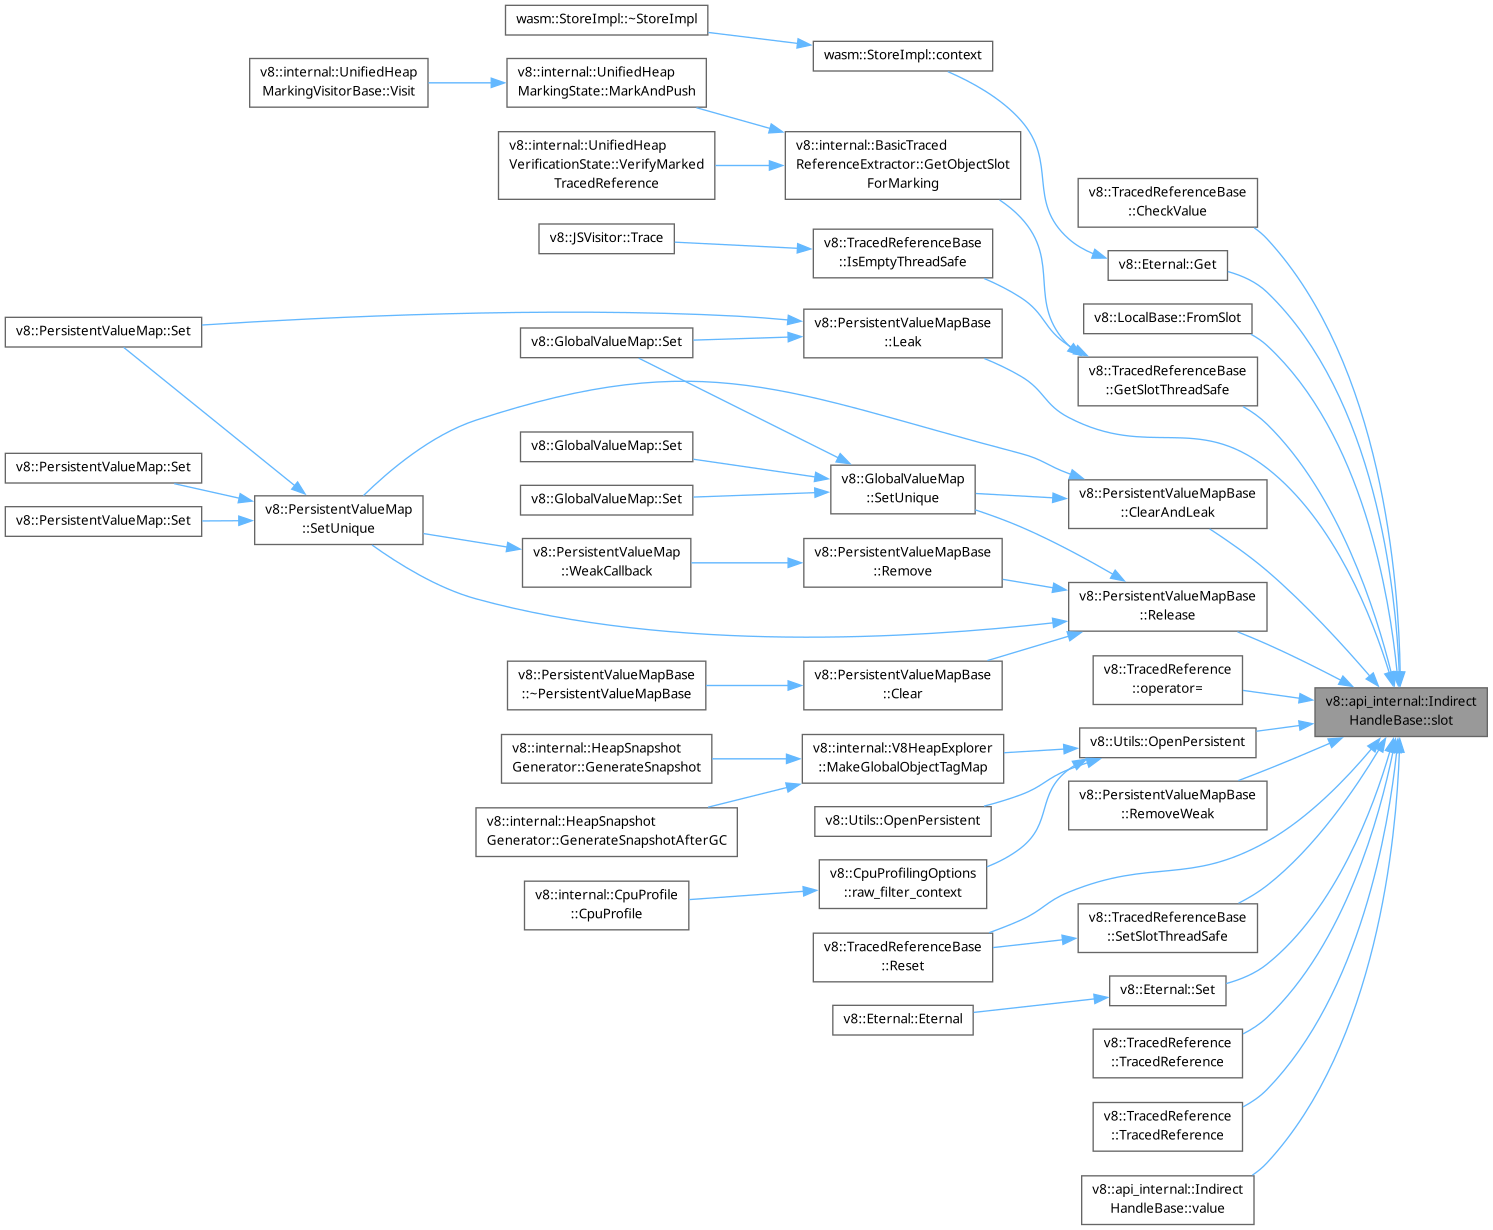 wasm::StoreImpl::~StoreImpl
wasm::StoreImpl::context
v8::internal::UnifiedHeap
MarkingVisitorBase::Visit
v8::internal::UnifiedHeap
MarkingState::MarkAndPush
v8::internal::UnifiedHeap
VerificationState::VerifyMarked
TracedReference
v8::internal::BasicTraced
ReferenceExtractor::GetObjectSlot
ForMarking
v8::TracedReferenceBase
::CheckValue
v8::JSVisitor::Trace
v8::TracedReferenceBase
::IsEmptyThreadSafe
v8::Eternal::Get
v8::LocalBase::FromSlot
v8::PersistentValueMap::Set
v8::GlobalValueMap::Set
v8::PersistentValueMapBase
::Leak
v8::TracedReferenceBase
::GetSlotThreadSafe
v8::GlobalValueMap::Set
v8::PersistentValueMap::Set
v8::GlobalValueMap::Set
v8::GlobalValueMap
::SetUnique
v8::PersistentValueMapBase
::ClearAndLeak
v8::PersistentValueMap::Set
v8::PersistentValueMap
::SetUnique
v8::PersistentValueMap
::WeakCallback
v8::PersistentValueMapBase
::Remove
v8::PersistentValueMapBase
::Release
v8::PersistentValueMapBase
::~PersistentValueMapBase
v8::PersistentValueMapBase
::Clear
v8::TracedReference
::operator=
v8::api_internal::Indirect
HandleBase::slot
v8::internal::HeapSnapshot
Generator::GenerateSnapshot
v8::internal::V8HeapExplorer
::MakeGlobalObjectTagMap
v8::Utils::OpenPersistent
v8::internal::HeapSnapshot
Generator::GenerateSnapshotAfterGC
v8::Utils::OpenPersistent
v8::PersistentValueMapBase
::RemoveWeak
v8::internal::CpuProfile
::CpuProfile
v8::CpuProfilingOptions
::raw_filter_context
v8::TracedReferenceBase
::Reset
v8::TracedReferenceBase
::SetSlotThreadSafe
v8::Eternal::Eternal
v8::Eternal::Set
v8::TracedReference
::TracedReference
v8::TracedReference
::TracedReference
v8::api_internal::Indirect
HandleBase::value